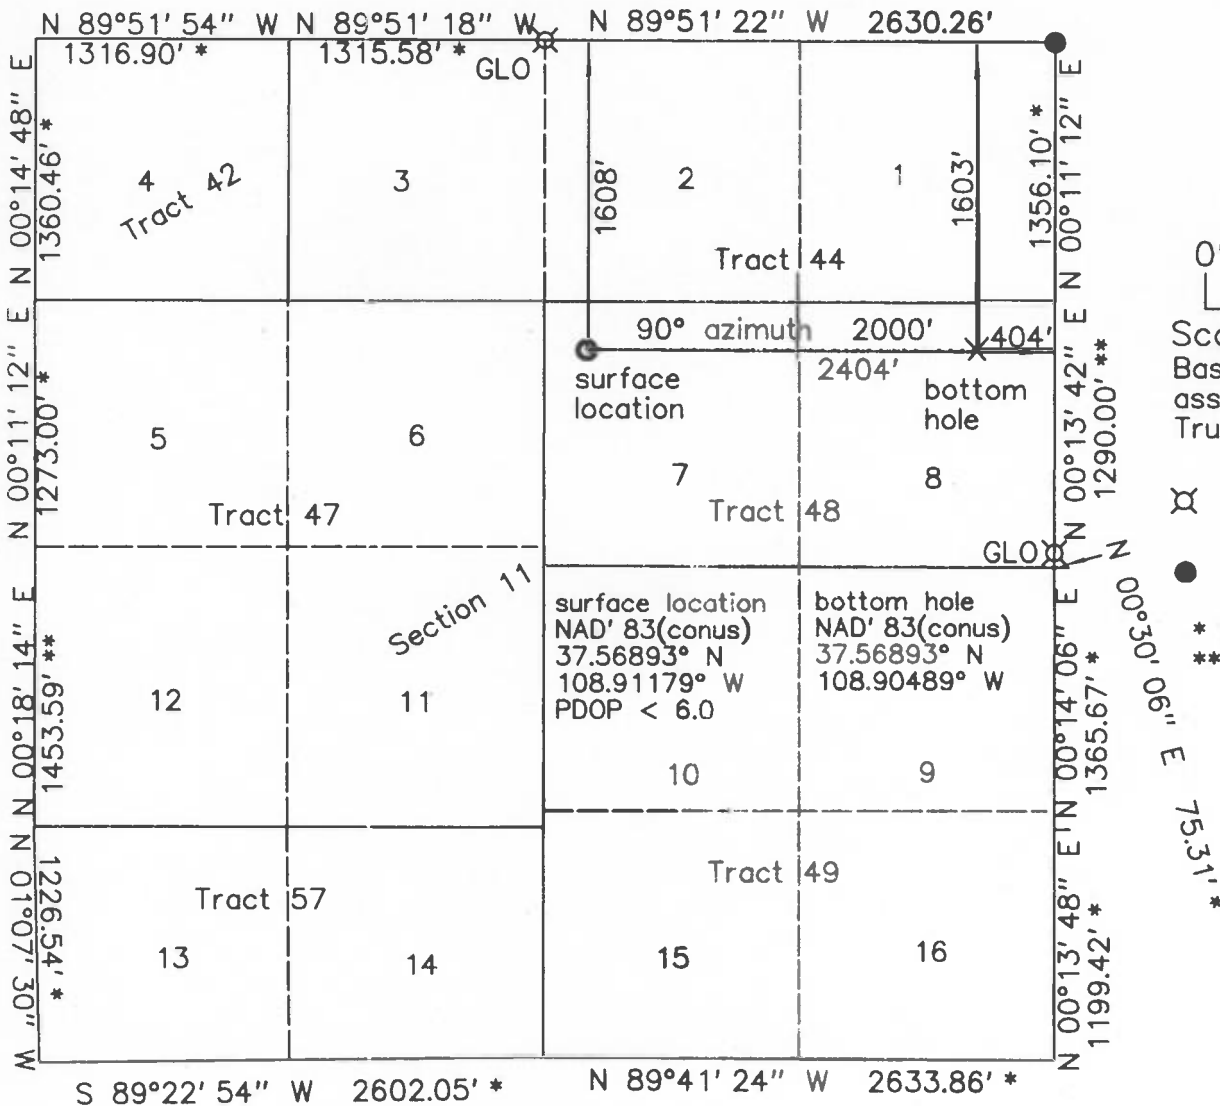 N 89°51' 54" W N 89°51' 18" W N 89°51' 22" W 2630.26'
1316.90' * 1315.58' *
GLO
N 00°14' 48" E
1360.46' *
4
Tract 42
3
2
1
1608'
1603'
1356.10' *
N 00°11' 12" E
Tract 44
0'
90° azimuth 2000' 404'
2404'
surface
location
bottom
hole
Sca
Bas
ass
Tru
N 00°11' 12" E
1273.00' *
5
6
7
8
N 00°13' 42" E
1290.00' **
Tract 47
Tract 48
GLO
N 00°30' 06" E 75.31' *
*
**
Section 11
surface location
NAD' 83(conus)
37.56893° N
108.91179° W
PDOP < 6.0
bottom hole
NAD' 83(conus)
37.56893° N
108.90489° W
N 00°18' 14" E
1453.59' **
12
11
10
9
N 00°14' 06" E
1365.67' *
N 01°07' 30" W
1226.54' *
Tract 57
Tract 49
13
14
15
16
N 00°13' 48" E
1199.42' *
S 89°22' 54" W 2602.05' * N 89°41' 24" W 2633.86' *